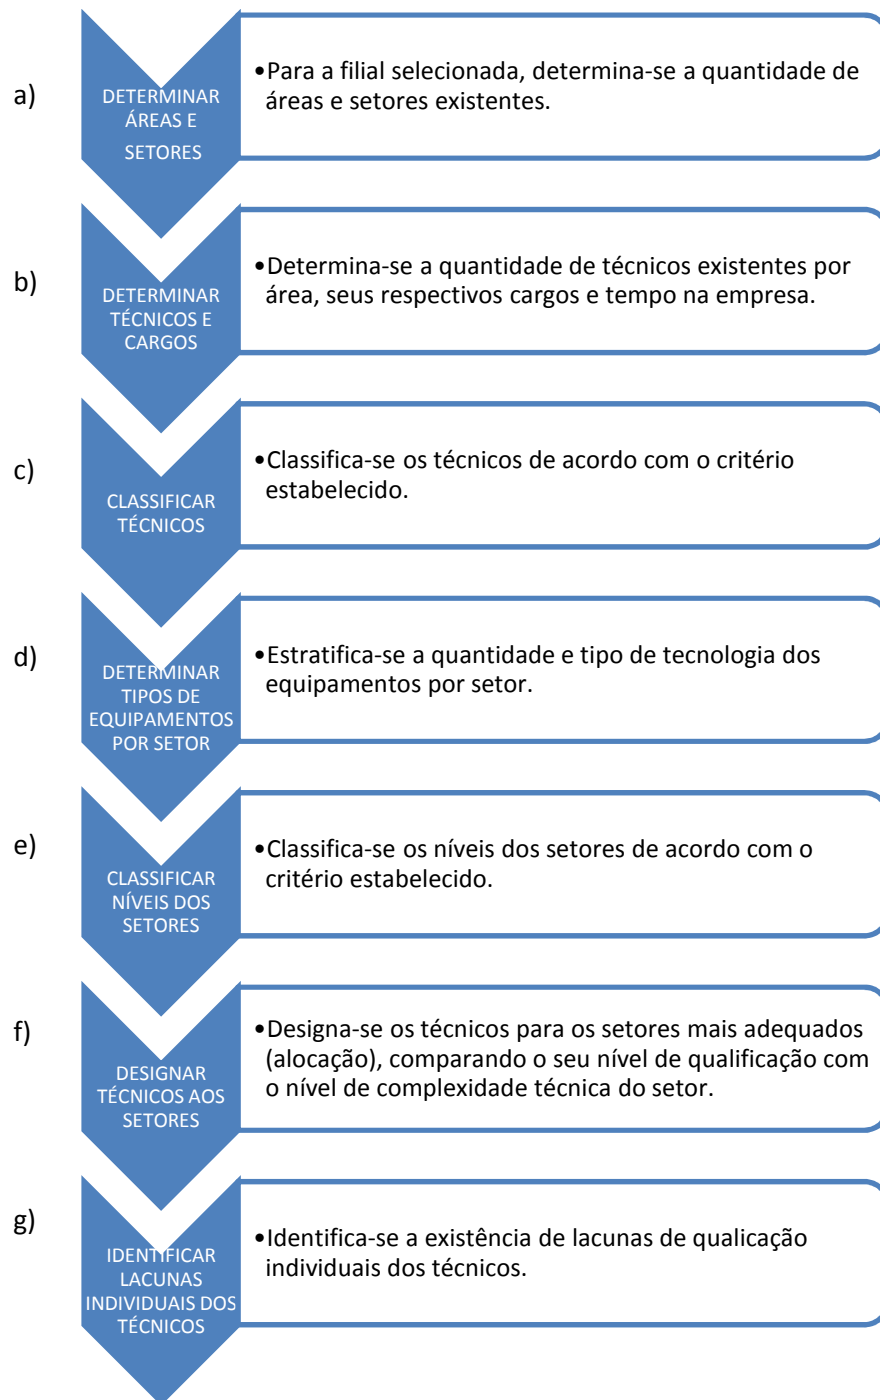 a)
DETERMINAR
ÁREAS E
SETORES
•Para a filial selecionada, determina-se a quantidade de
áreas e setores existentes.
b)
DETERMINAR
TÉCNICOS E
CARGOS
•Determina-se a quantidade de técnicos existentes por
área, seus respectivos cargos e tempo na empresa.
c)
CLASSIFICAR
TÉCNICOS
•Classifica-se os técnicos de acordo com o critério
estabelecido.
d)
DETERMINAR
TIPOS DE
EQUIPAMENTOS
POR SETOR
•Estratifica-se a quantidade e tipo de tecnologia dos
equipamentos por setor.
e)
CLASSIFICAR
NÍVEIS DOS
SETORES
•Classifica-se os níveis dos setores de acordo com o
critério estabelecido.
f)
DESIGNAR
TÉCNICOS AOS
SETORES
•Designa-se os técnicos para os setores mais adequados
(alocação), comparando o seu nível de qualificação com
o nível de complexidade técnica do setor.
g)
IDENTIFICAR
LACUNAS
INDIVIDUAIS DOS
TÉCNICOS
•Identifica-se a existência de lacunas de qualicação
individuais dos técnicos.